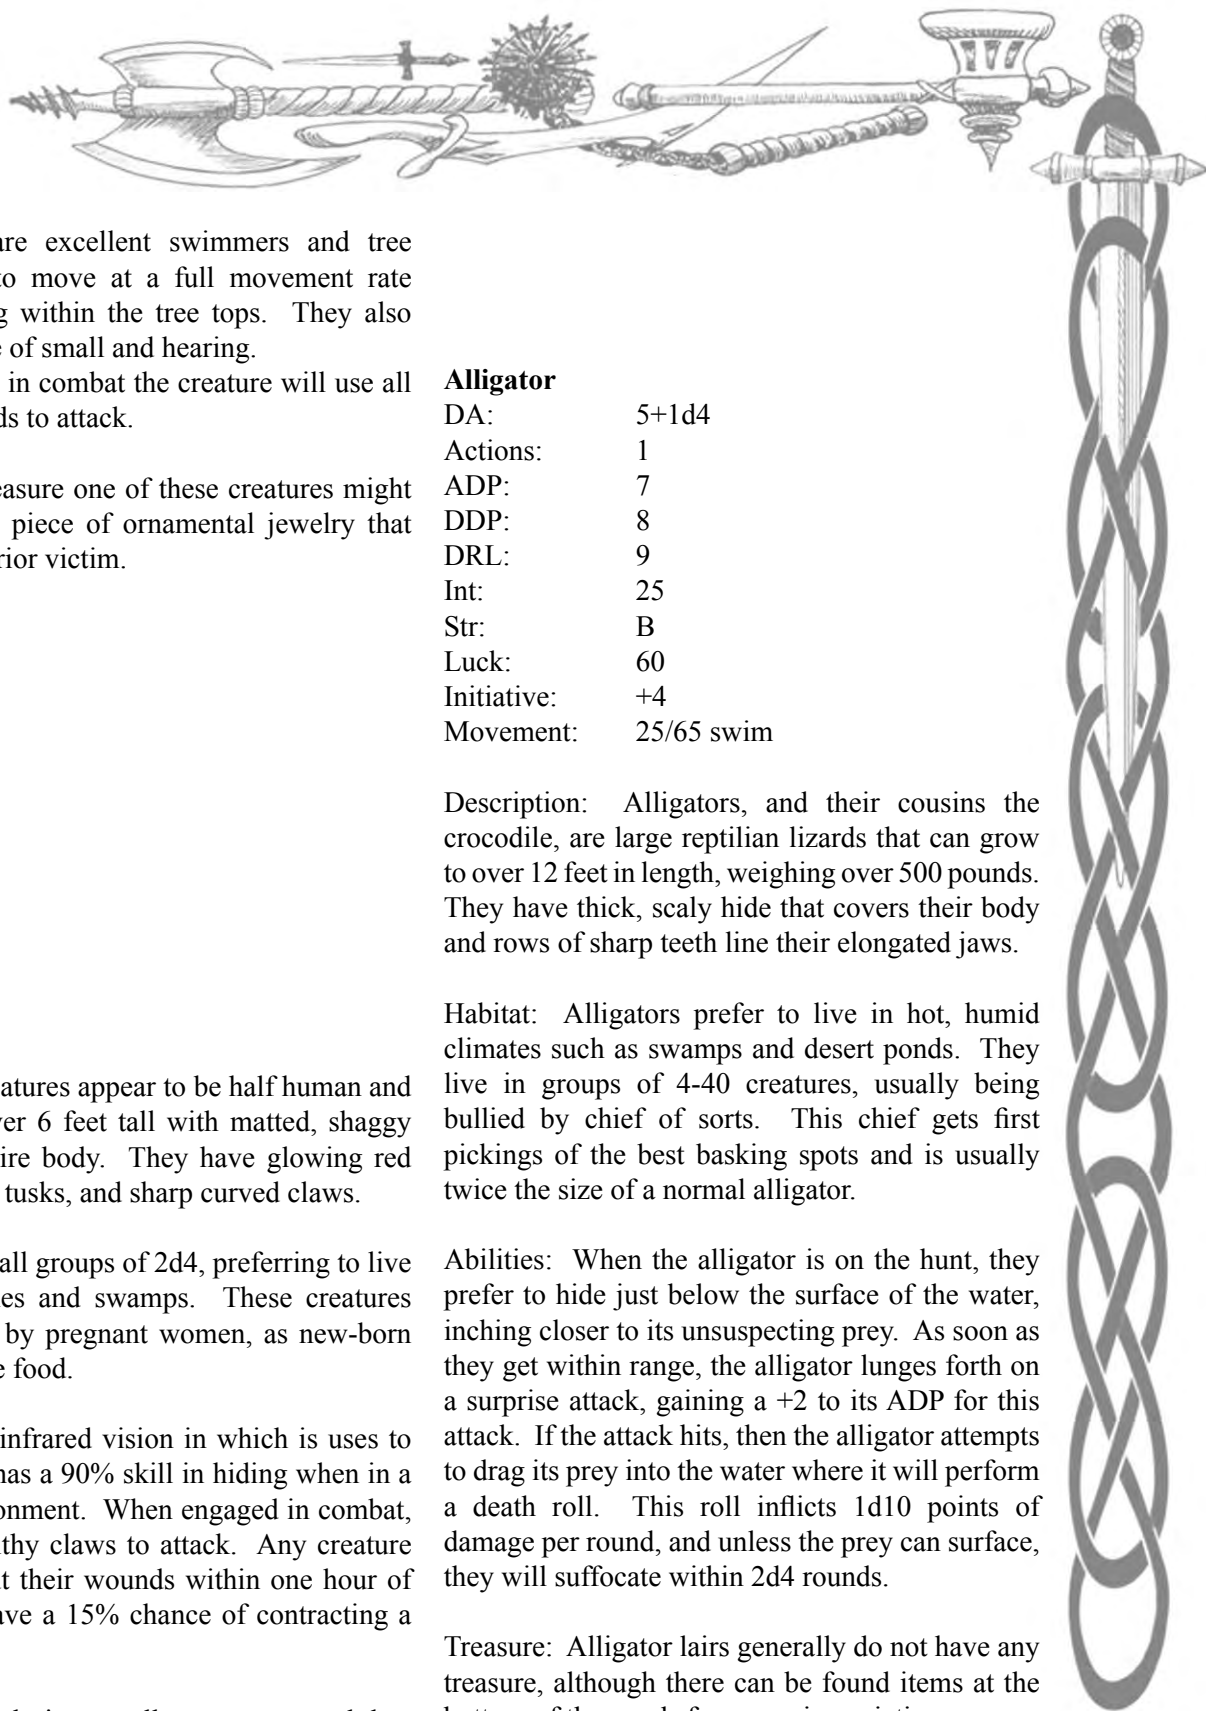 are excellent swimmers and tree
to move at a full movement rate
g within the tree tops. They also
e of small and hearing.
in combat the creature will use all
ds to attack.
easure one of these creatures might
piece of ornamental jewelry that
rior victim.
eatures appear to be half human and
ver 6 feet tall with matted, shaggy
ire body. They have glowing red
tusks, and sharp curved claws.
all groups of 2d4, preferring to live
es and swamps. These creatures
by pregnant women, as new-born
e food.
infrared vision in which is uses to
has a 90% skill in hiding when in a
onment. When engaged in combat,
lthy claws to attack. Any creature
at their wounds within one hour of
ave a 15% chance of contracting a
Alligator
DA: 5+1d4
Actions: 1
ADP: 7
DDP: 8
DRL: 9
Int: 25
Str: B
Luck: 60
Initiative: +4
Movement: 25/65 swim
Description: Alligators, and their cousins the
crocodile, are large reptilian lizards that can grow
to over 12 feet in length, weighing over 500 pounds.
They have thick, scaly hide that covers their body
and rows of sharp teeth line their elongated jaws.
Habitat: Alligators prefer to live in hot, humid
climates such as swamps and desert ponds. They
live in groups of 4-40 creatures, usually being
bullied by chief of sorts. This chief gets first
pickings of the best basking spots and is usually
twice the size of a normal alligator.
Abilities: When the alligator is on the hunt, they
prefer to hide just below the surface of the water,
inching closer to its unsuspecting prey. As soon as
they get within range, the alligator lunges forth on
a surprise attack, gaining a +2 to its ADP for this
attack. If the attack hits, then the alligator attempts
to drag its prey into the water where it will perform
a death roll. This roll inflicts 1d10 points of
damage per round, and unless the prey can surface,
they will suffocate within 2d4 rounds.
Treasure: Alligator lairs generally do not have any
treasure, although there can be found items at the